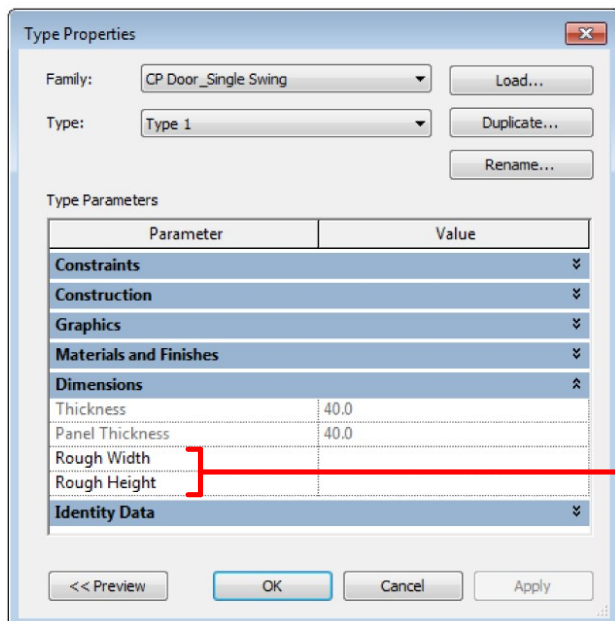 Type Properties
Family: CP Door_Single Swing Load...
Type: Type 1 Duplicate...
Rename...
Type Parameters
Parameter Value
Constraints
Construction
Graphics
Materials and Finishes
Dimensions
Thickness 40.0
Panel Thickness 40.0
Rough Width
Rough Height
Identity Data
<< Preview OK Cancel Apply